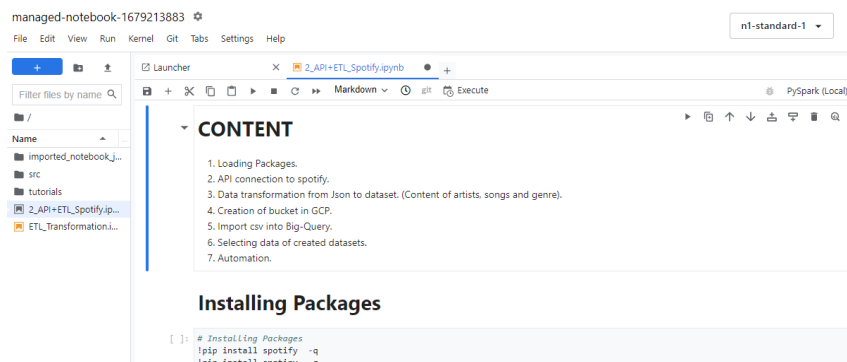 managed-notebook-1679213883
n1-standard-1
File Edit View Run Kernel Git Tabs Settings Help
+
Launcher
2_API+ETL_Spotify.ipynb
Filter files by name
Markdown
git
Execute
PySpark (Local)
/
Name
imported_notebook_j...
src
tutorials
2_API+ETL_Spotify.ip...
ETL_Transformation.i...
CONTENT
1. Loading Packages.
2. API connection to spotify.
3. Data transformation from Json to dataset. (Content of artists, songs and genre).
4. Creation of bucket in GCP.
5. Import csv into Big-Query.
6. Selecting data of created datasets.
7. Automation.
Installing Packages
[ ]: # Installing Packages
!pip install spotify -q
!pip install